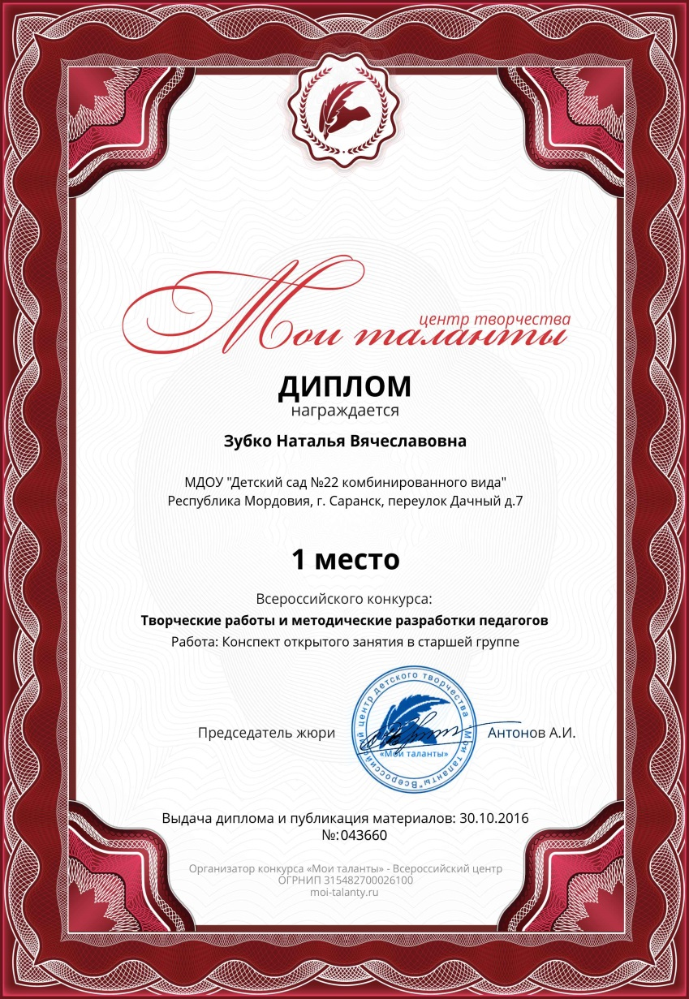 центр творчества
Мои таланты
ДИПЛОМ
награждается
Зубко Наталья Вячеславовна
МДОУ "Детский сад №22 комбинированного вида"
Республика Мордовия, г. Саранск, переулок Дачный д.7
1 место
Всероссийского конкурса:
Творческие работы и методические разработки педагогов
Работа: Конспект открытого занятия в старшей группе
Председатель жюри
Всероссийский центр детского творчества "Мои таланты"
«Мои таланты»
Антонов А.И.
Выдача диплома и публикация материалов: 30.10.2016
№:043660
Организатор конкурса «Мои таланты» - Всероссийский центр
ОГРНИП 315482700026100
moi-talanty.ru